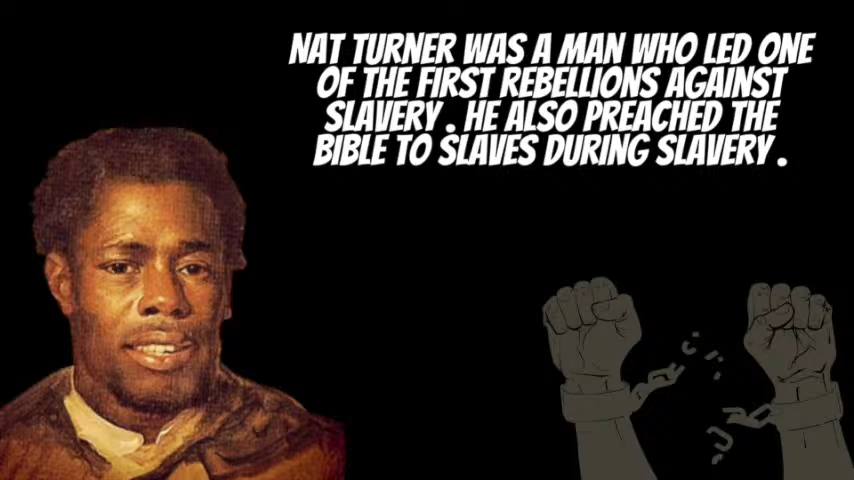 NAT TURNER WAS A MAN WHO LED ONE
OF THE FIRST REBELLIONS AGAINST
SLAVERY. HE ALSO PREACHED THE
BIBLE TO SLAVES DURING SLAVERY.